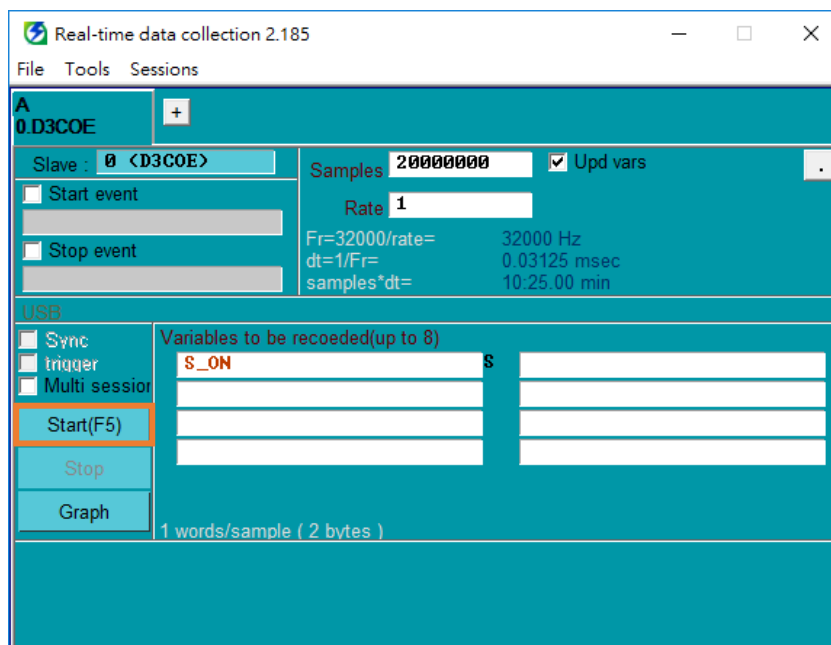 Real-time data collection 2.185
File Tools Sessions
A
0.D3COE
+
Slave : 0 (D3COE)
Samples 20000000
Upd vars
.
Start event
Rate 1
Stop event
Fr=32000/rate= 32000 Hz
dt=1/Fr= 0.03125 msec
samples*dt= 10:25.00 min
USB
Sync
trigger
Multi session
Variables to be recoeded(up to 8)
S_ON S
Start(F5)
Stop
Graph
1 words/sample ( 2 bytes )